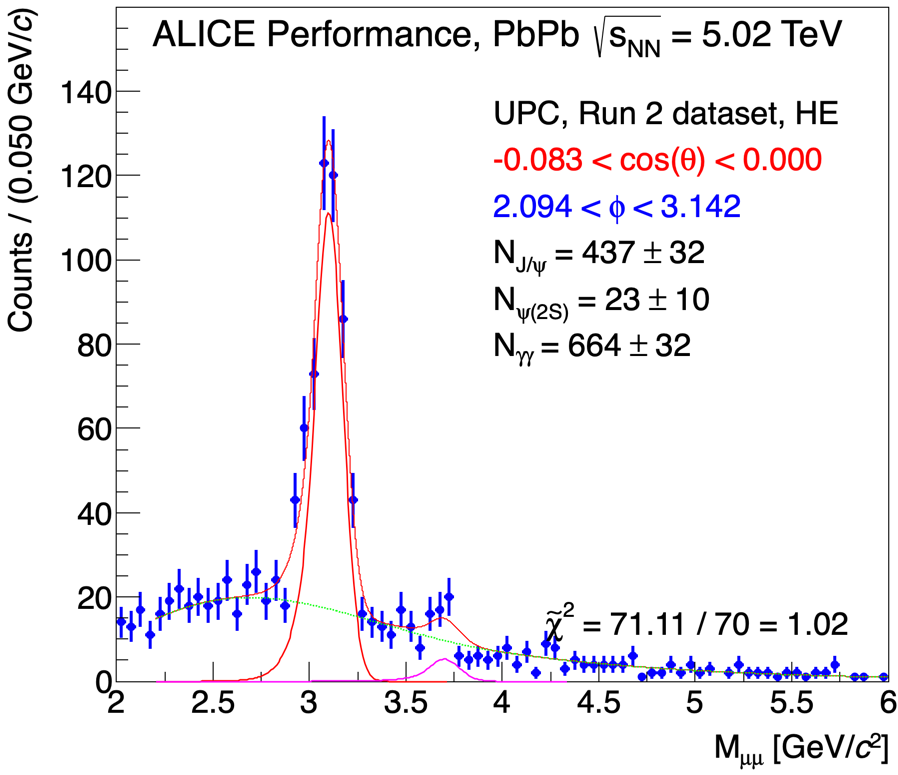 ALICE Performance, PbPb √sNN = 5.02 TeV
UPC, Run 2 dataset, HE
-0.083 < cos(θ) < 0.000
2.094 < ϕ < 3.142
NJ/ψ = 437 ± 32
Nψ(2S) = 23 ± 10
Nγγ = 664 ± 32
χ̃² = 71.11 / 70 = 1.02
Counts / (0.050 GeV/c)
140
120
100
80
60
40
20
0
2 2.5 3 3.5 4 4.5 5 5.5 6
Mμμ [GeV/c²]